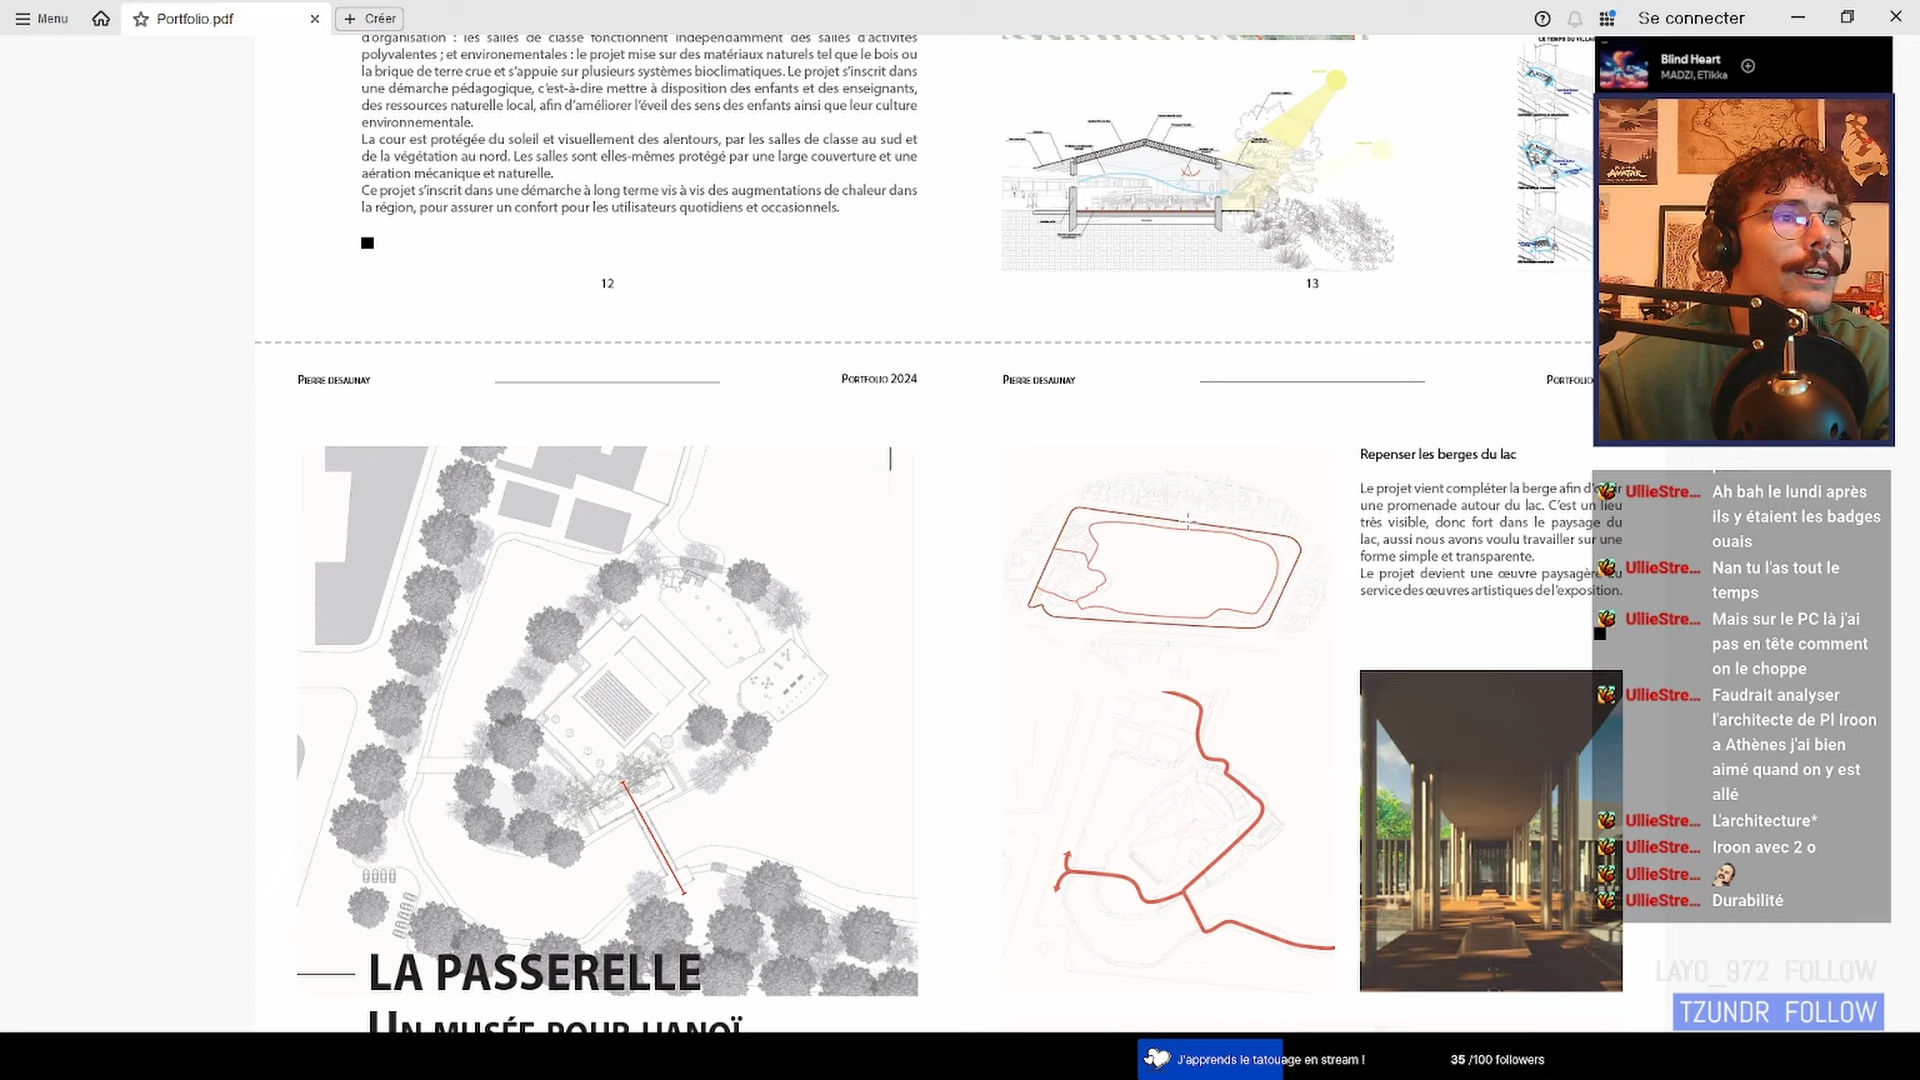 Menu
Portfolio.pdf
Créer
Se connecter
d'organisation : les salles de classe fonctionnent indépendamment des salles d'activités
polyvalentes ; et environementales : le projet mise sur des matériaux naturels tel que le bois ou
la brique de terre crue et s'appuie sur plusieurs systèmes bioclimatiques. Le projet s'inscrit dans
une démarche pédagogique, c'est-à-dire mettre à disposition des enfants et des enseignants,
des ressources naturelle local, afin d'améliorer l'éveil des sens des enfants ainsi que leur culture
environnementale.
La cour est protégée du soleil et visuellement des alentours, par les salles de classe au sud et
de la végétation au nord. Les salles sont elles-mêmes protégé par une large couverture et une
aération mécanique et naturelle.
Ce projet s'inscrit dans une démarche à long terme vis à vis des augmentations de chaleur dans
la région, pour assurer un confort pour les utilisateurs quotidiens et occasionnels.
12
13
LE TEMPS DU VILLAG
Blind Heart
MADZI, ETikka
AVATAR
PIERRE DESAUNAY
PORTFOLIO 2024
PIERRE DESAUNAY
PORTFOLIO
Repenser les berges du lac
Le projet vient compléter la berge afin d'
une promenade autour du lac. C'est un lieu
très visible, donc fort dans le paysage du
lac, aussi nous avons voulu travailler sur une
forme simple et transparente.
Le projet devient une œuvre paysagère
service des œuvres artistiques de l'exposition.
LA PASSERELLE
UN MUSÉE POUR HANOÏ
UllieStre... Ah bah le lundi après
ils y étaient les badges
ouais
UllieStre... Nan tu l'as tout le
temps
UllieStre... Mais sur le PC là j'ai
pas en tête comment
on le choppe
UllieStre... Faudrait analyser
l'architecte de Pl Iroon
a Athènes j'ai bien
aimé quand on y est
allé
UllieStre... L'architecture*
UllieStre... Iroon avec 2 o
UllieStre...
UllieStre... Durabilité
LAYO_972 FOLLOW
TZUNDR FOLLOW
J'apprends le tatouage en stream !
35 /100 followers